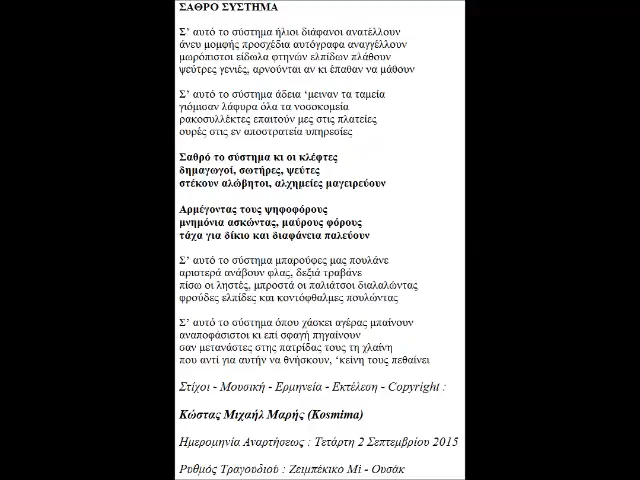 ΣΑΘΡΟ ΣΥΣΤΗΜΑ
Σ' αυτό το σύστημα ήλιοι διάφανοι ανατέλλουν
άνευ μομφής προσχέδια αυτόγραφα αναγγέλλουν
μωρόπιστοι είδωλα φτηνών ελπίδων πλάθουν
ψεύτρες γενιές, αρνούνται αν κι έπαθαν να μάθουν
Σ' αυτό το σύστημα άδεια 'μειναν τα ταμεία
γιόμισαν λάφυρα όλα τα νοσοκομεία
ρακοσυλλέκτες επαιτούν μες στις πλατείες
ουρές στις εν αποστρατεία υπηρεσίες
Σαθρό το σύστημα κι οι κλέφτες
δημαγωγοί, σωτήρες, ψεύτες
στέκουν αλώβητοι, αλχημείες μαγειρεύουν
Αρμέγοντας τους ψηφοφόρους
μνημόνια ασκώντας, μαύρους φόρους
τάχα για δίκιο και διαφάνεια παλεύουν
Σ' αυτό το σύστημα μπαρούφες μας πουλάνε
αριστερά ανάβουν φλας, δεξιά τραβάνε
πίσω οι ληστές, μπροστά οι παλιάτσοι διαλαλώντας
φρούδες ελπίδες και κοντόφθαλμες πουλώντας
Σ' αυτό το σύστημα όπου χάσκει αγέρας μπαίνουν
αναποφάσιστοι κι επί σφαγή πηγαίνουν
σαν μετανάστες στης πατρίδας τους τη χλαίνη
που αντί για αυτήν να θνήσκουν, 'κείνη τους πεθαίνει
Στίχοι - Μουσική - Ερμηνεία - Εκτέλεση - Copyright :
Κώστας Μιχαήλ Μαρής (Kosmima)
Ημερομηνία Αναρτήσεως : Τετάρτη 2 Σεπτεμβρίου 2015
Ρυθμός Τραγουδιού : Ζειμπέκικο Μι - Ουσάκ